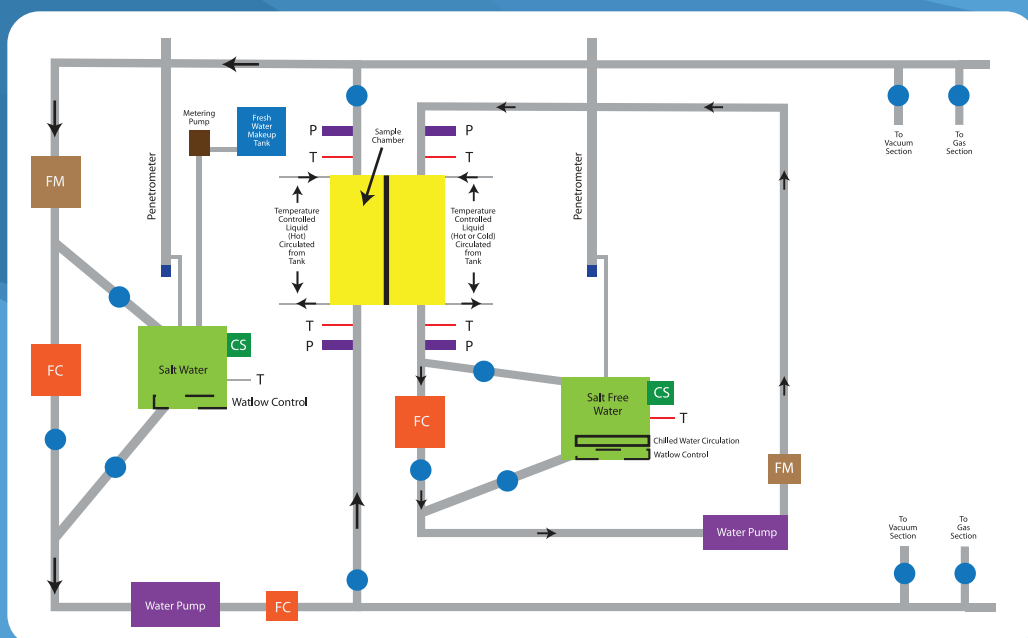 Metering
Pump
Fresh
Water
Makeup
Tank
P
T
Sample
Chamber
P
T
To
Vacuum
Section
To
Gas
Section
FM
Penetrometer
Penetrometer
Temperature
Controlled
Liquid
(Hot)
Circulated
from
Tank
Temperature
Controlled
Liquid
(Hot or Cold)
Circulated
from
Tank
T
P
T
P
FC
Salt Water
CS
T
Watlow Control
FC
Salt Free
Water
CS
T
Chilled Water Circulation
Watlow Control
FM
Water Pump
To
Vacuum
Section
To
Gas
Section
Water Pump
FC